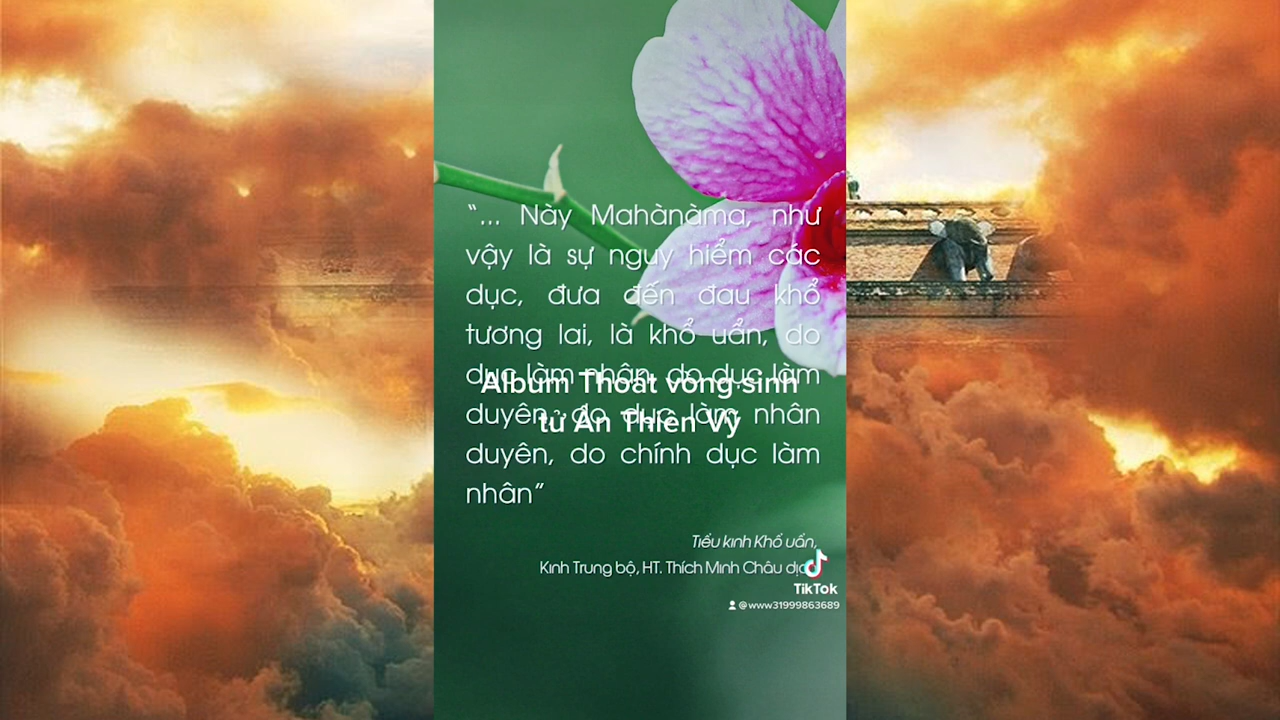 “... Này Mahànàma, như
vậy là sự nguy hiểm các
dục, đưa đến đau khổ
tương lai, là khổ uẩn, do
dục làm nhân, do dục làm
duyên, do dục làm nhân
duyên, do chính dục làm
nhân”
Album Thoát vòng sinh
tử Ân Thiên Vỹ
Tiểu kinh Khổ uẩn,
Kinh Trung bộ, HT. Thích Minh Châu dịch
TikTok
@www31999863689